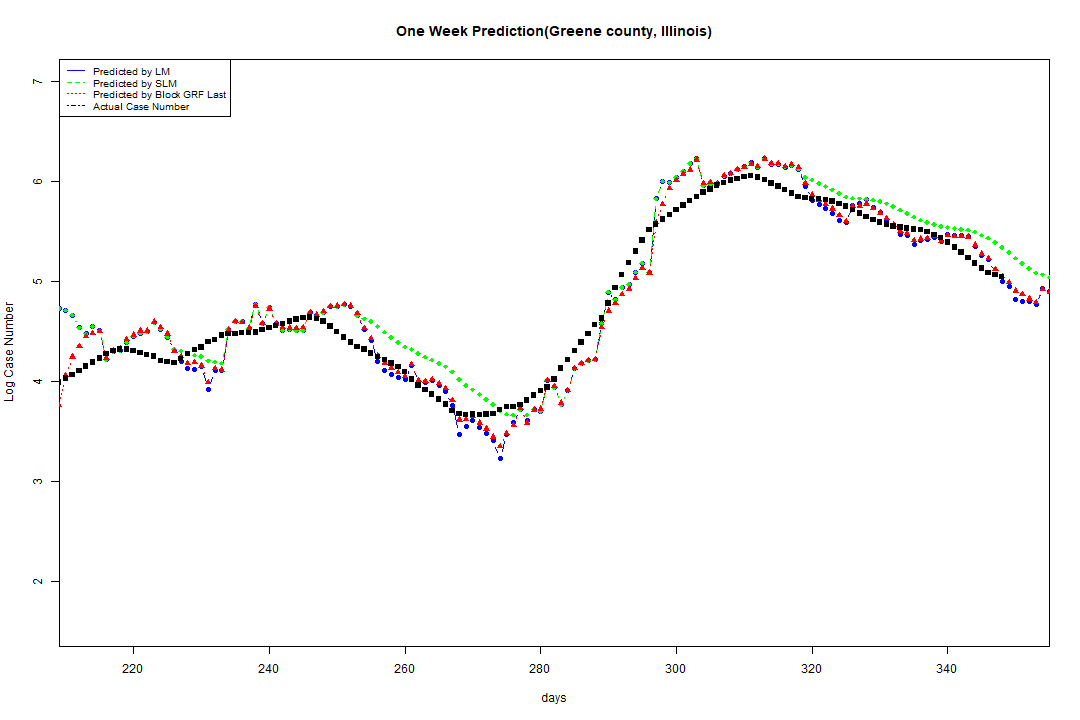 One Week Prediction(Greene county, Illinois)
Predicted by LM
Predicted by SLM
Predicted by Block GRF Last
Actual Case Number
7
6
5
4
3
2
Log Case Number
220 240 260 280 300 320 340
days